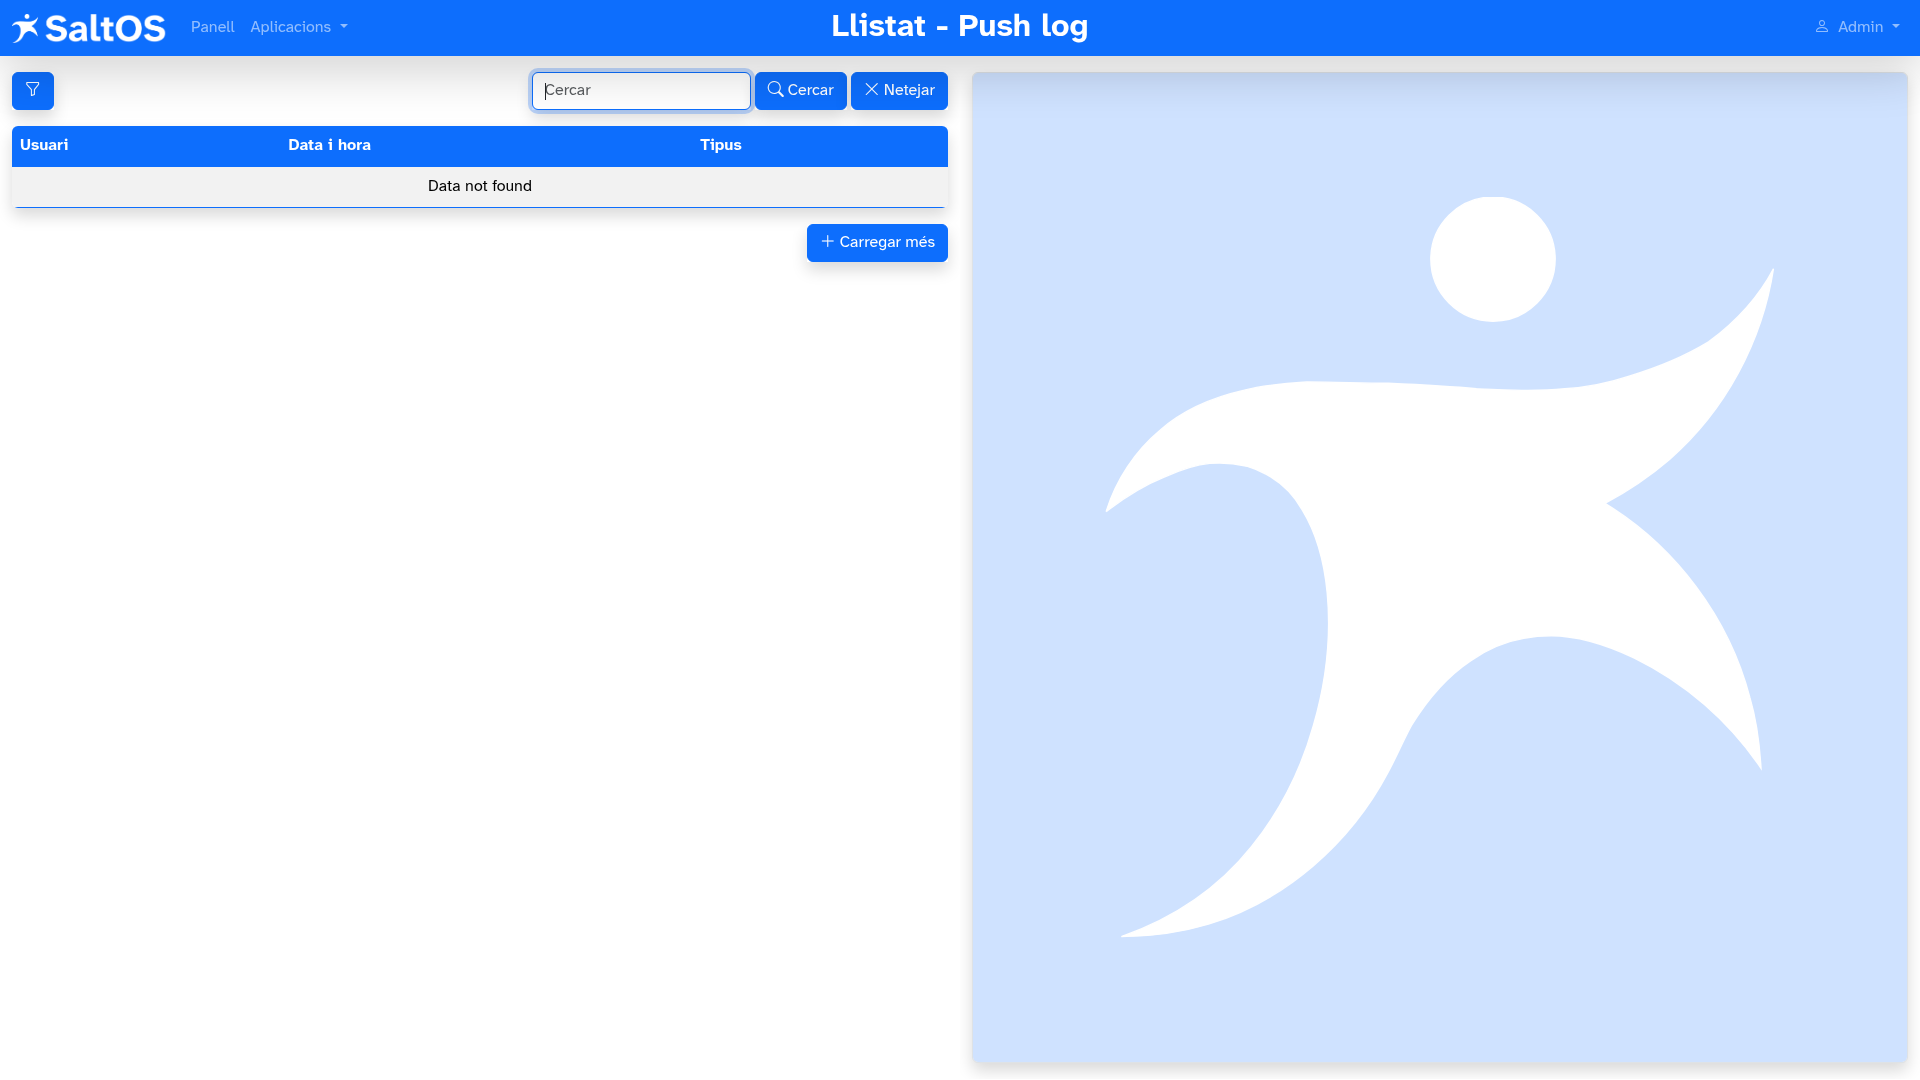 SaltOS Panell Aplicacions Llistat - Push log Admin
Cercar Cercar Netejar
Usuari Data i hora Tipus
Data not found
Carregar més